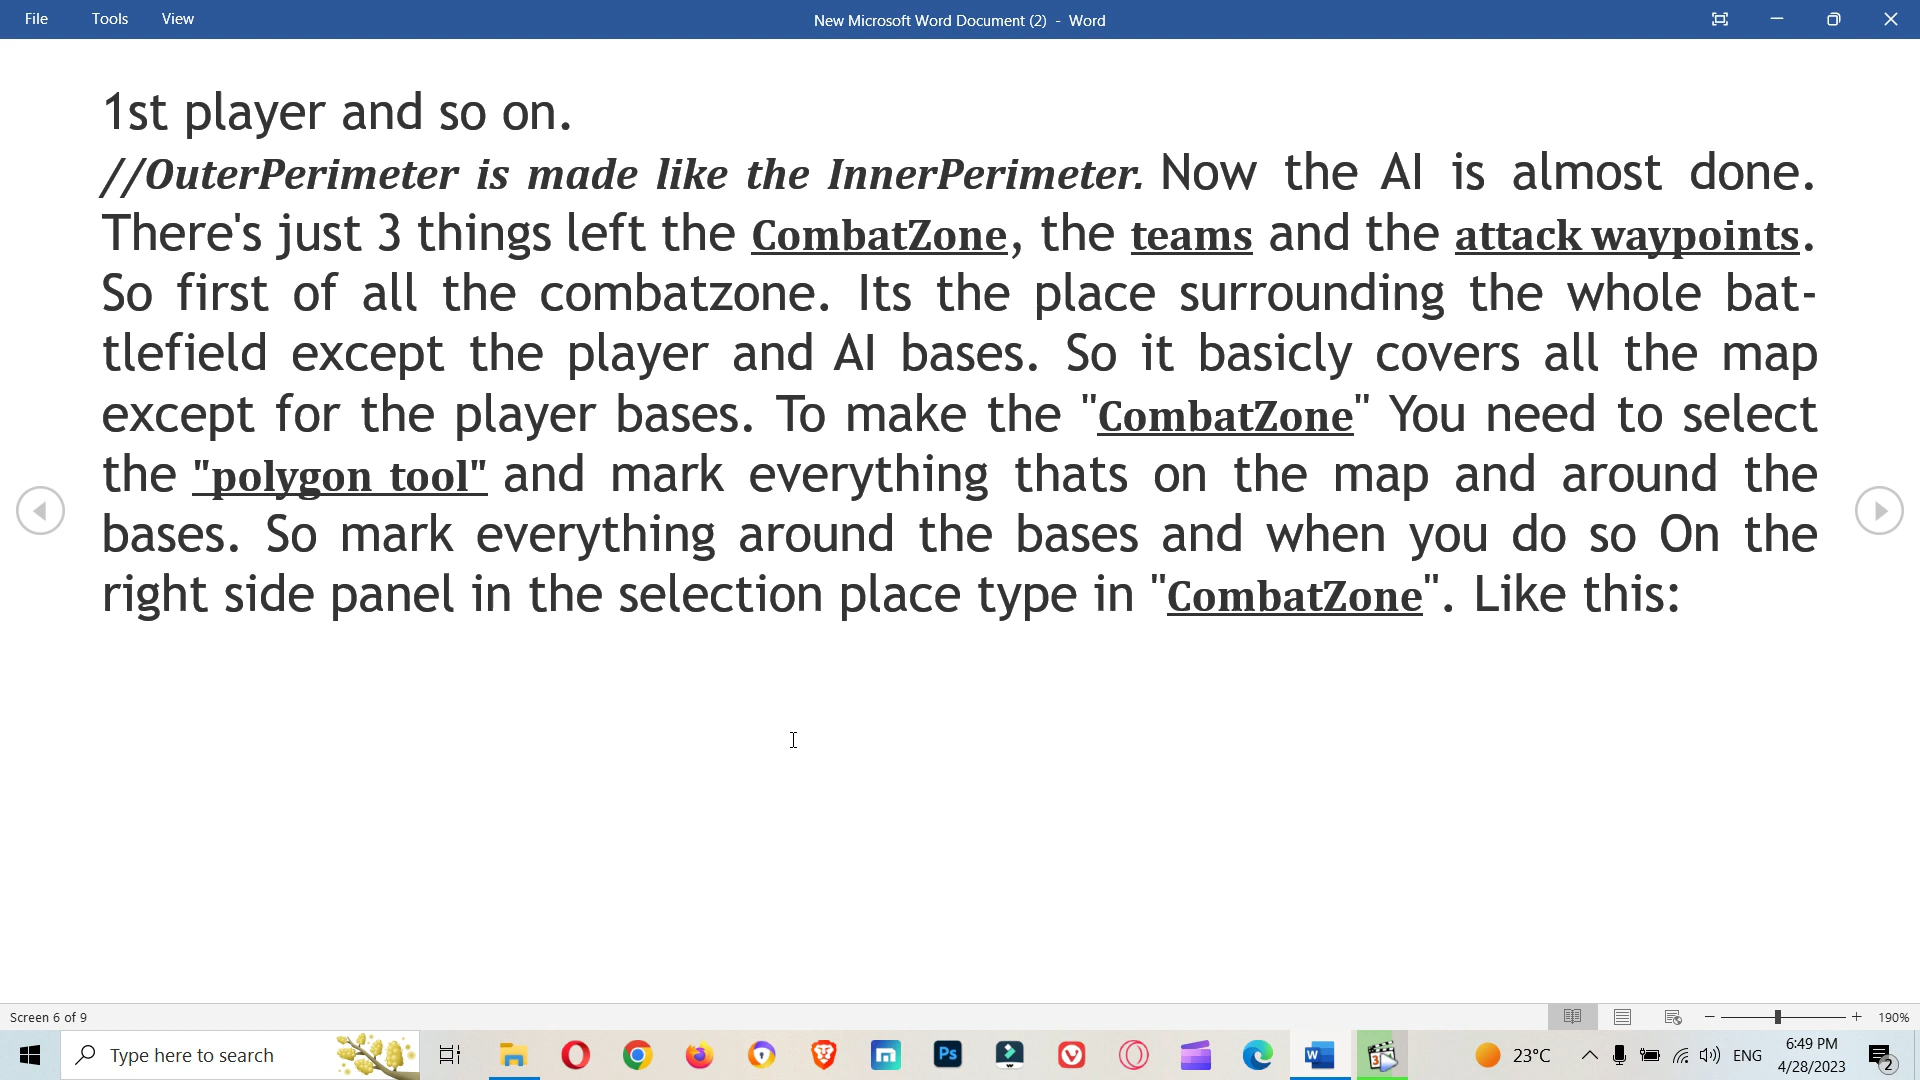 File Tools View New Microsoft Word Document (2) - Word
1st player and so on.
//OuterPerimeter is made like the InnerPerimeter. Now the AI is almost done.
There's just 3 things left the CombatZone, the teams and the attack waypoints.
So first of all the combatzone. Its the place surrounding the whole bat-
tlefield except the player and AI bases. So it basicly covers all the map
except for the player bases. To make the "CombatZone" You need to select
the "polygon tool" and mark everything thats on the map and around the
bases. So mark everything around the bases and when you do so On the
right side panel in the selection place type in "CombatZone". Like this:
Screen 6 of 9 190%
Type here to search 23°C ENG 6:49 PM
4/28/2023 2